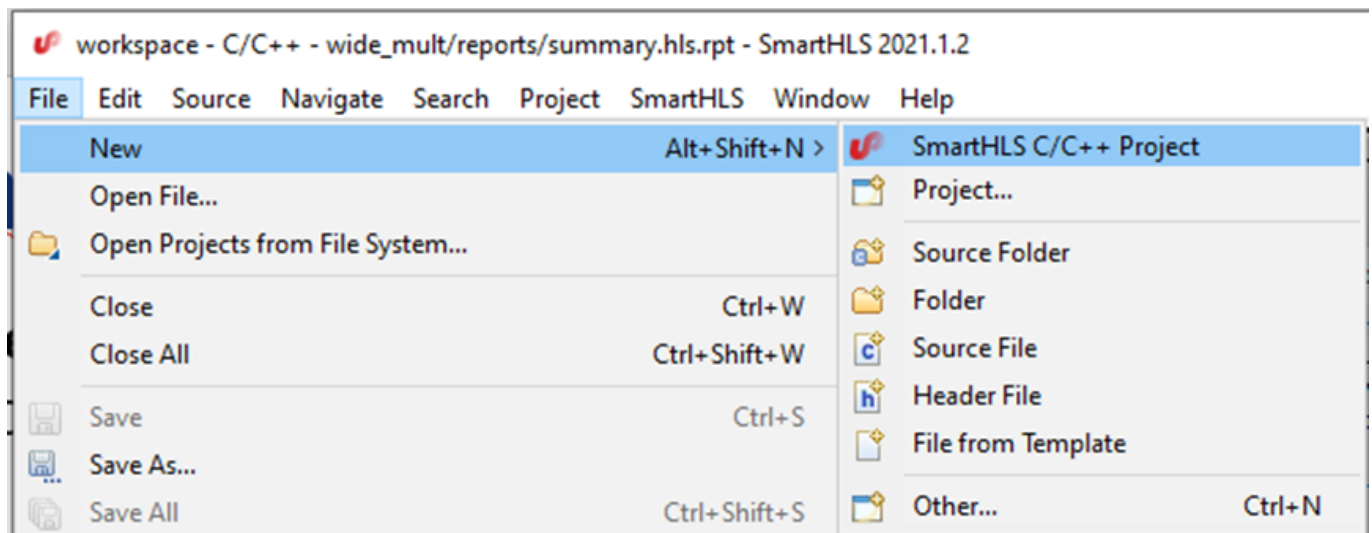 workspace - C/C++ - wide_mult/reports/summary.hls.rpt - SmartHLS 2021.1.2
File Edit Source Navigate Search Project SmartHLS Window Help
New Alt+Shift+N >
Open File...
Open Projects from File System...
Close Ctrl+W
Close All Ctrl+Shift+W
Save Ctrl+S
Save As...
Save All Ctrl+Shift+S
SmartHLS C/C++ Project
Project...
Source Folder
Folder
Source File
Header File
File from Template
Other... Ctrl+N